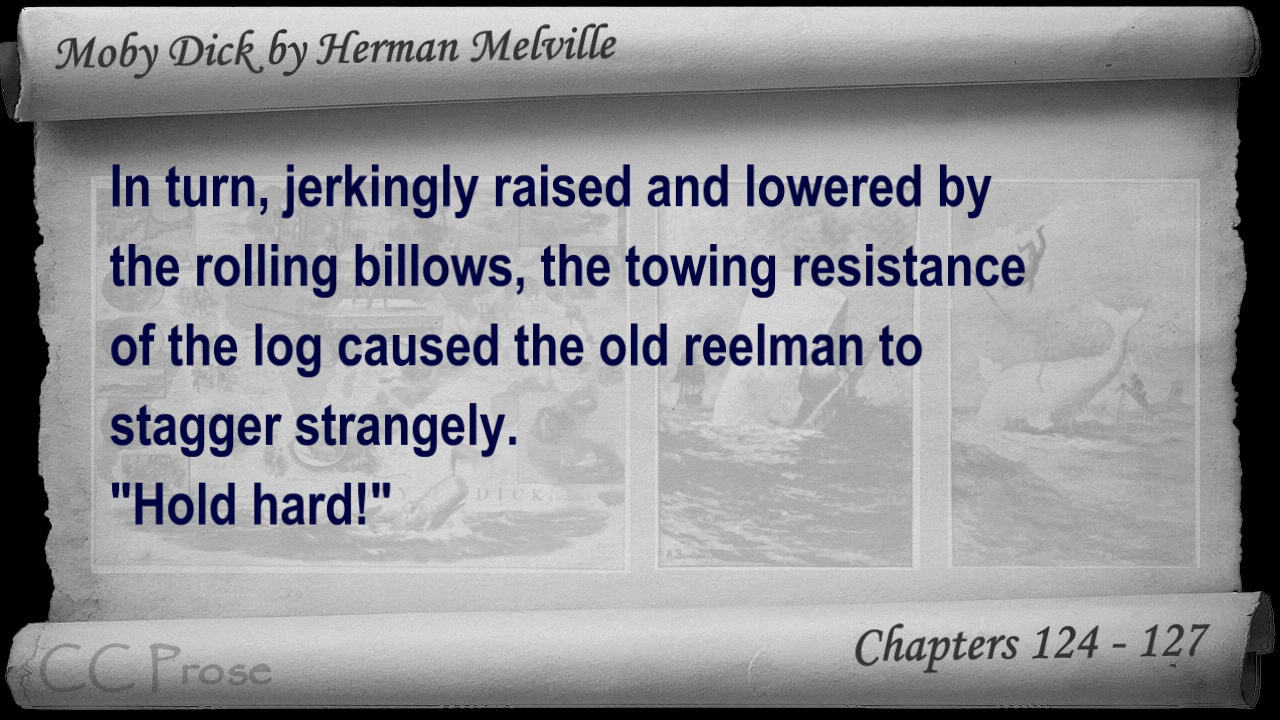 Moby Dick by Herman Melville
In turn, jerkingly raised and lowered by
the rolling billows, the towing resistance
of the log caused the old reelman to
stagger strangely.
"Hold hard!"
DICK
Chapters 124 - 127
CC Prose